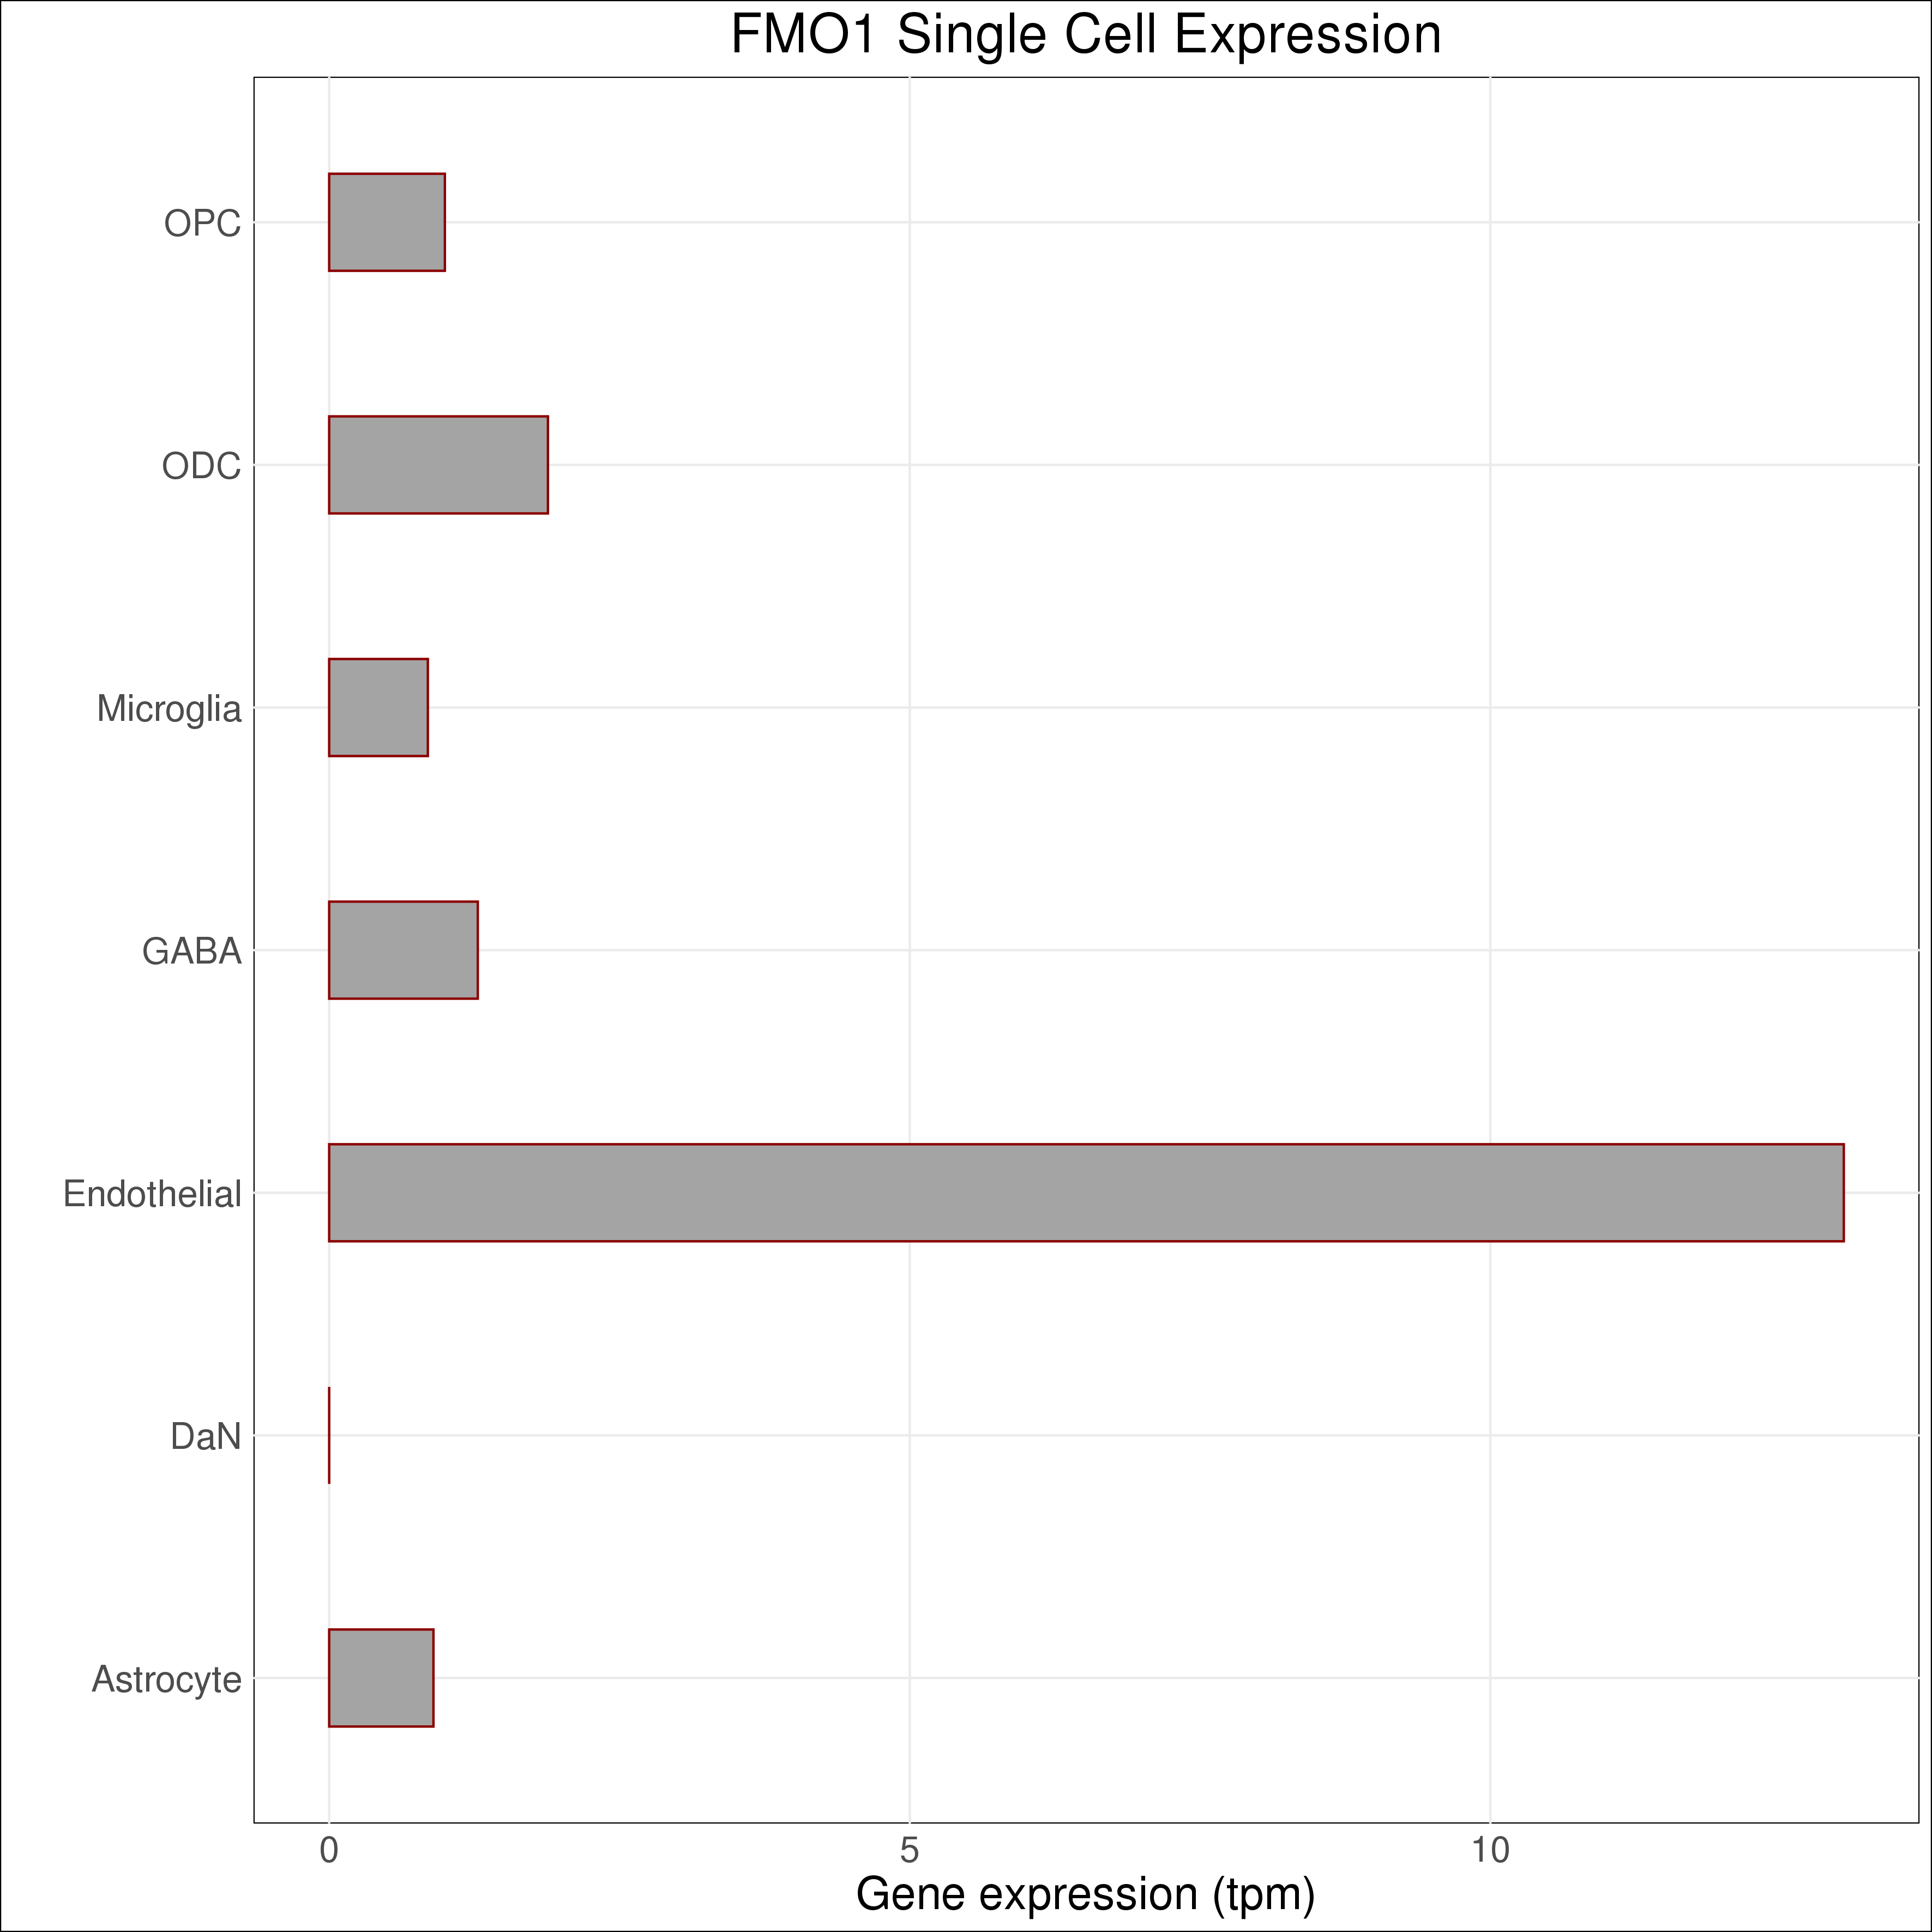 FMO1 Single Cell Expression
OPC
ODC
Microglia
GABA
Endothelial
DaN
Astrocyte
0 5 10
Gene expression (tpm)